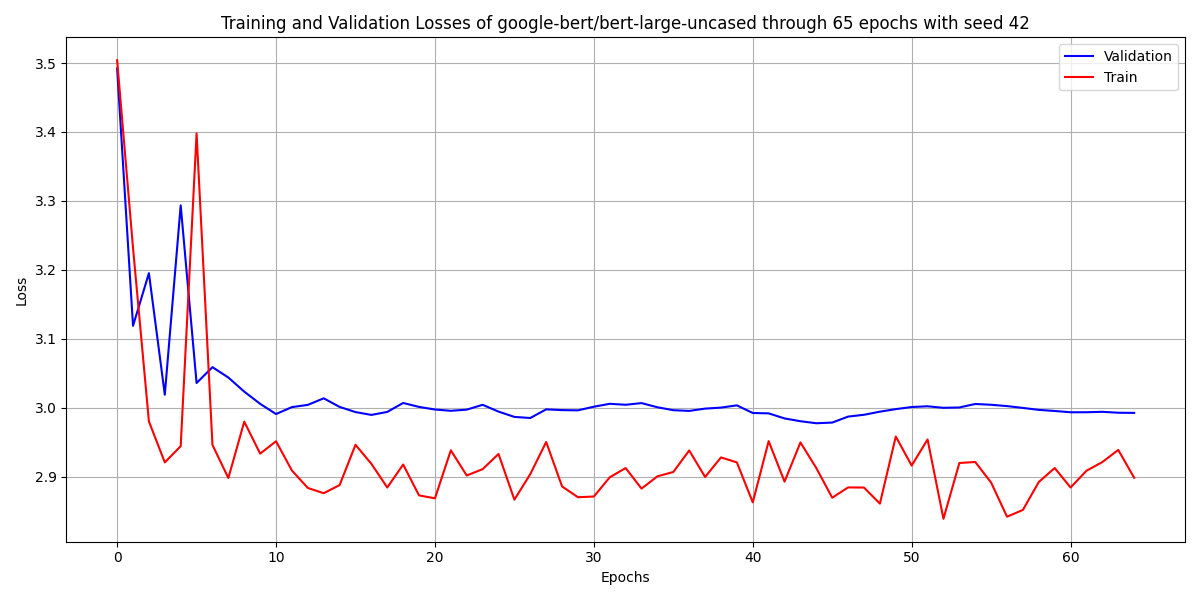 Training and Validation Losses of google-bert/bert-large-uncased through 65 epochs with seed 42
Validation
Train
3.5
3.4
3.3
3.2
3.1
3.0
2.9
Loss
0 10 20 30 40 50 60
Epochs